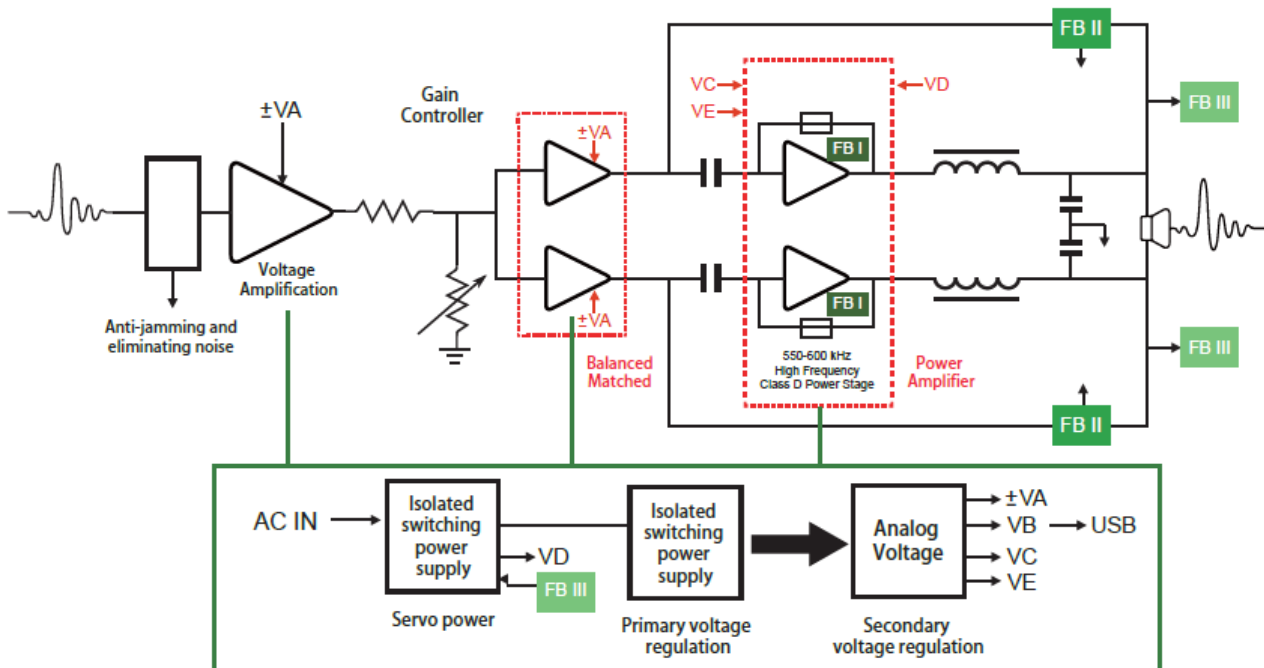 FB II
VC
VD
VE
FB III
±VA
Gain
Controller
±VA
FB I
Voltage
Amplification
FB I
±VA
Anti-jamming and
eliminating noise
Balanced
Matched
550-600 kHz
High Frequency
Class D Power Stage
Power
Amplifier
FB III
FB II
AC IN
Isolated
switching
power
supply
VD
FB III
Servo power
Isolated
switching
power
supply
Primary voltage
regulation
Analog
Voltage
Secondary
voltage regulation
±VA
VB
USB
VC
VE